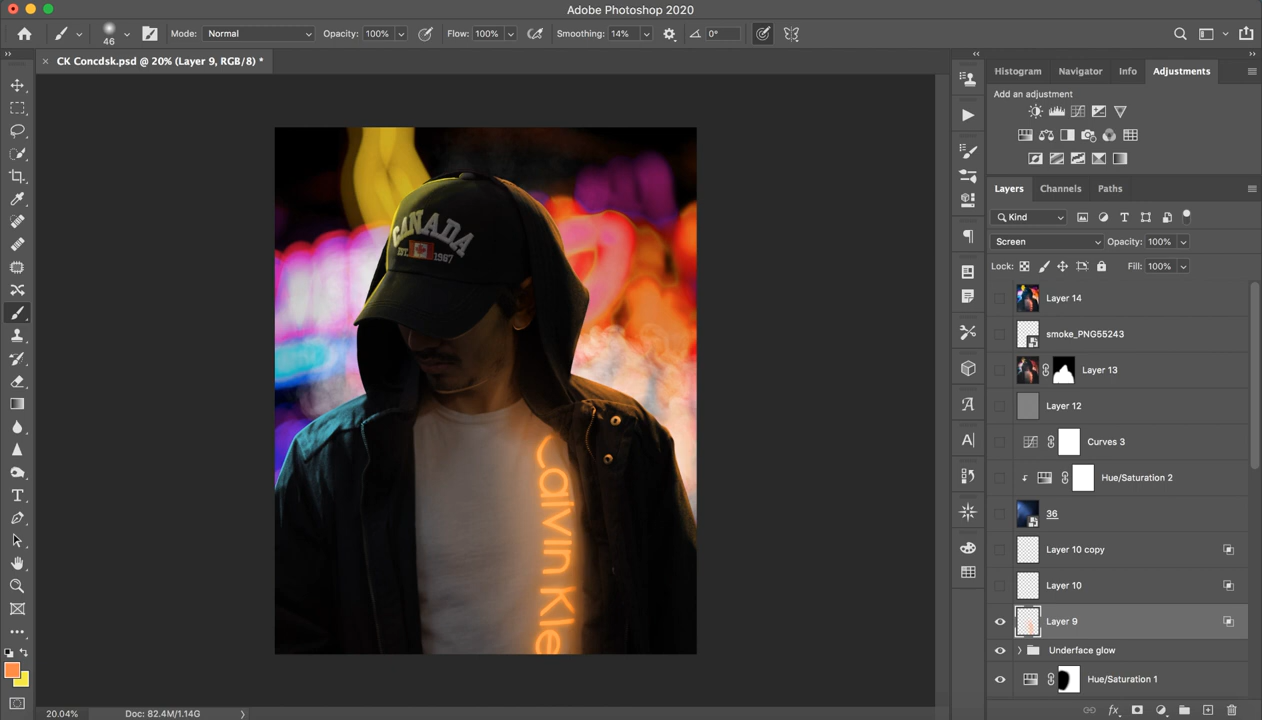 Adobe Photoshop 2020
46
Mode: Normal
Opacity: 100%
Flow: 100%
Smoothing: 14%
0°
CK Concdsk.psd @ 20% (Layer 9, RGB/8) *
Histogram
Navigator
Info
Adjustments
Add an adjustment
Layers
Channels
Paths
Kind
Screen
Opacity: 100%
Lock:
Fill: 100%
Layer 14
smoke_PNG55243
Layer 13
Layer 12
Curves 3
Hue/Saturation 2
36
Layer 10 copy
Layer 10
Layer 9
Underface glow
Hue/Saturation 1
CANADA
EST. 1967
Calvin Kle
20.04%
Doc: 82.4M/1.14G